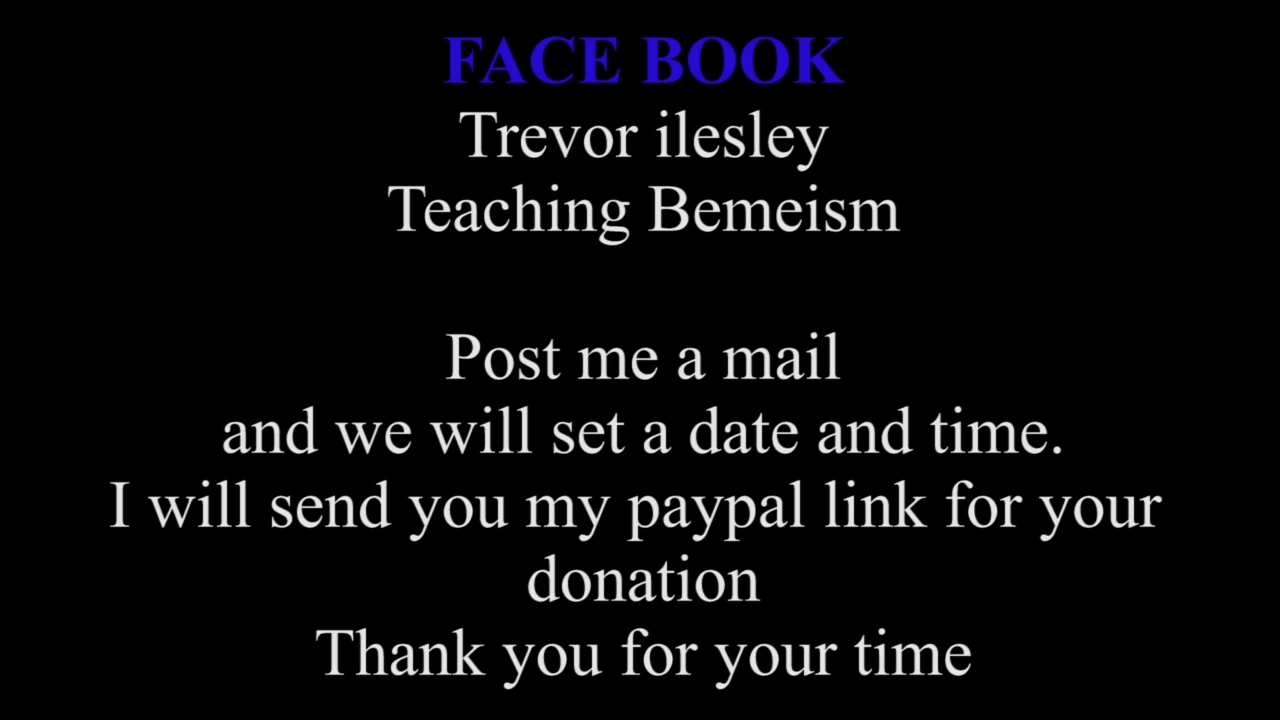 FACE BOOK
Trevor ilesley
Teaching Bemeism
Post me a mail
and we will set a date and time.
I will send you my paypal link for your
donation
Thank you for your time